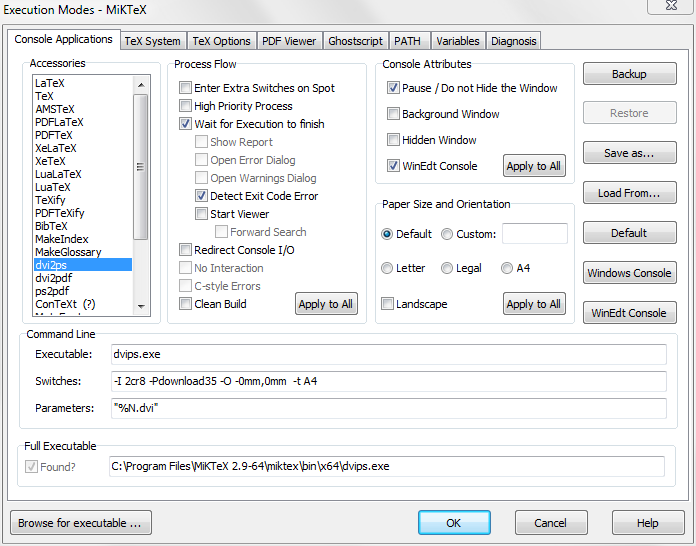 Execution Modes - MiKTeX
Console Applications
TeX System
TeX Options
PDF Viewer
Ghostscript
PATH
Variables
Diagnosis
Accessories
LaTeX
TeX
AMSTeX
PDFLaTeX
PDFTeX
XeLaTeX
XeTeX
LuaLaTeX
LuaTeX
TeXify
PDFTeXify
BibTeX
MakeIndex
MakeGlossary
dvi2ps
dvi2pdf
ps2pdf
ConTeXt (?)
Process Flow
Enter Extra Switches on Spot
High Priority Process
Wait for Execution to finish
Show Report
Open Error Dialog
Open Warnings Dialog
Detect Exit Code Error
Start Viewer
Forward Search
Redirect Console I/O
No Interaction
C-style Errors
Clean Build
Apply to All
Console Attributes
Pause / Do not Hide the Window
Background Window
Hidden Window
WinEdt Console
Apply to All
Paper Size and Orientation
Default
Custom:
Letter
Legal
A4
Landscape
Apply to All
Backup
Restore
Save as...
Load From...
Default
Windows Console
WinEdt Console
Command Line
Executable:
dvips.exe
Switches:
-I 2cr8 -Pdownload35 -O -0mm,0mm -t A4
Parameters:
"%N.dvi"
Full Executable
Found?
C:\Program Files\MiKTeX 2.9-64\miktex\bin\x64\dvips.exe
Browse for executable ...
OK
Cancel
Help